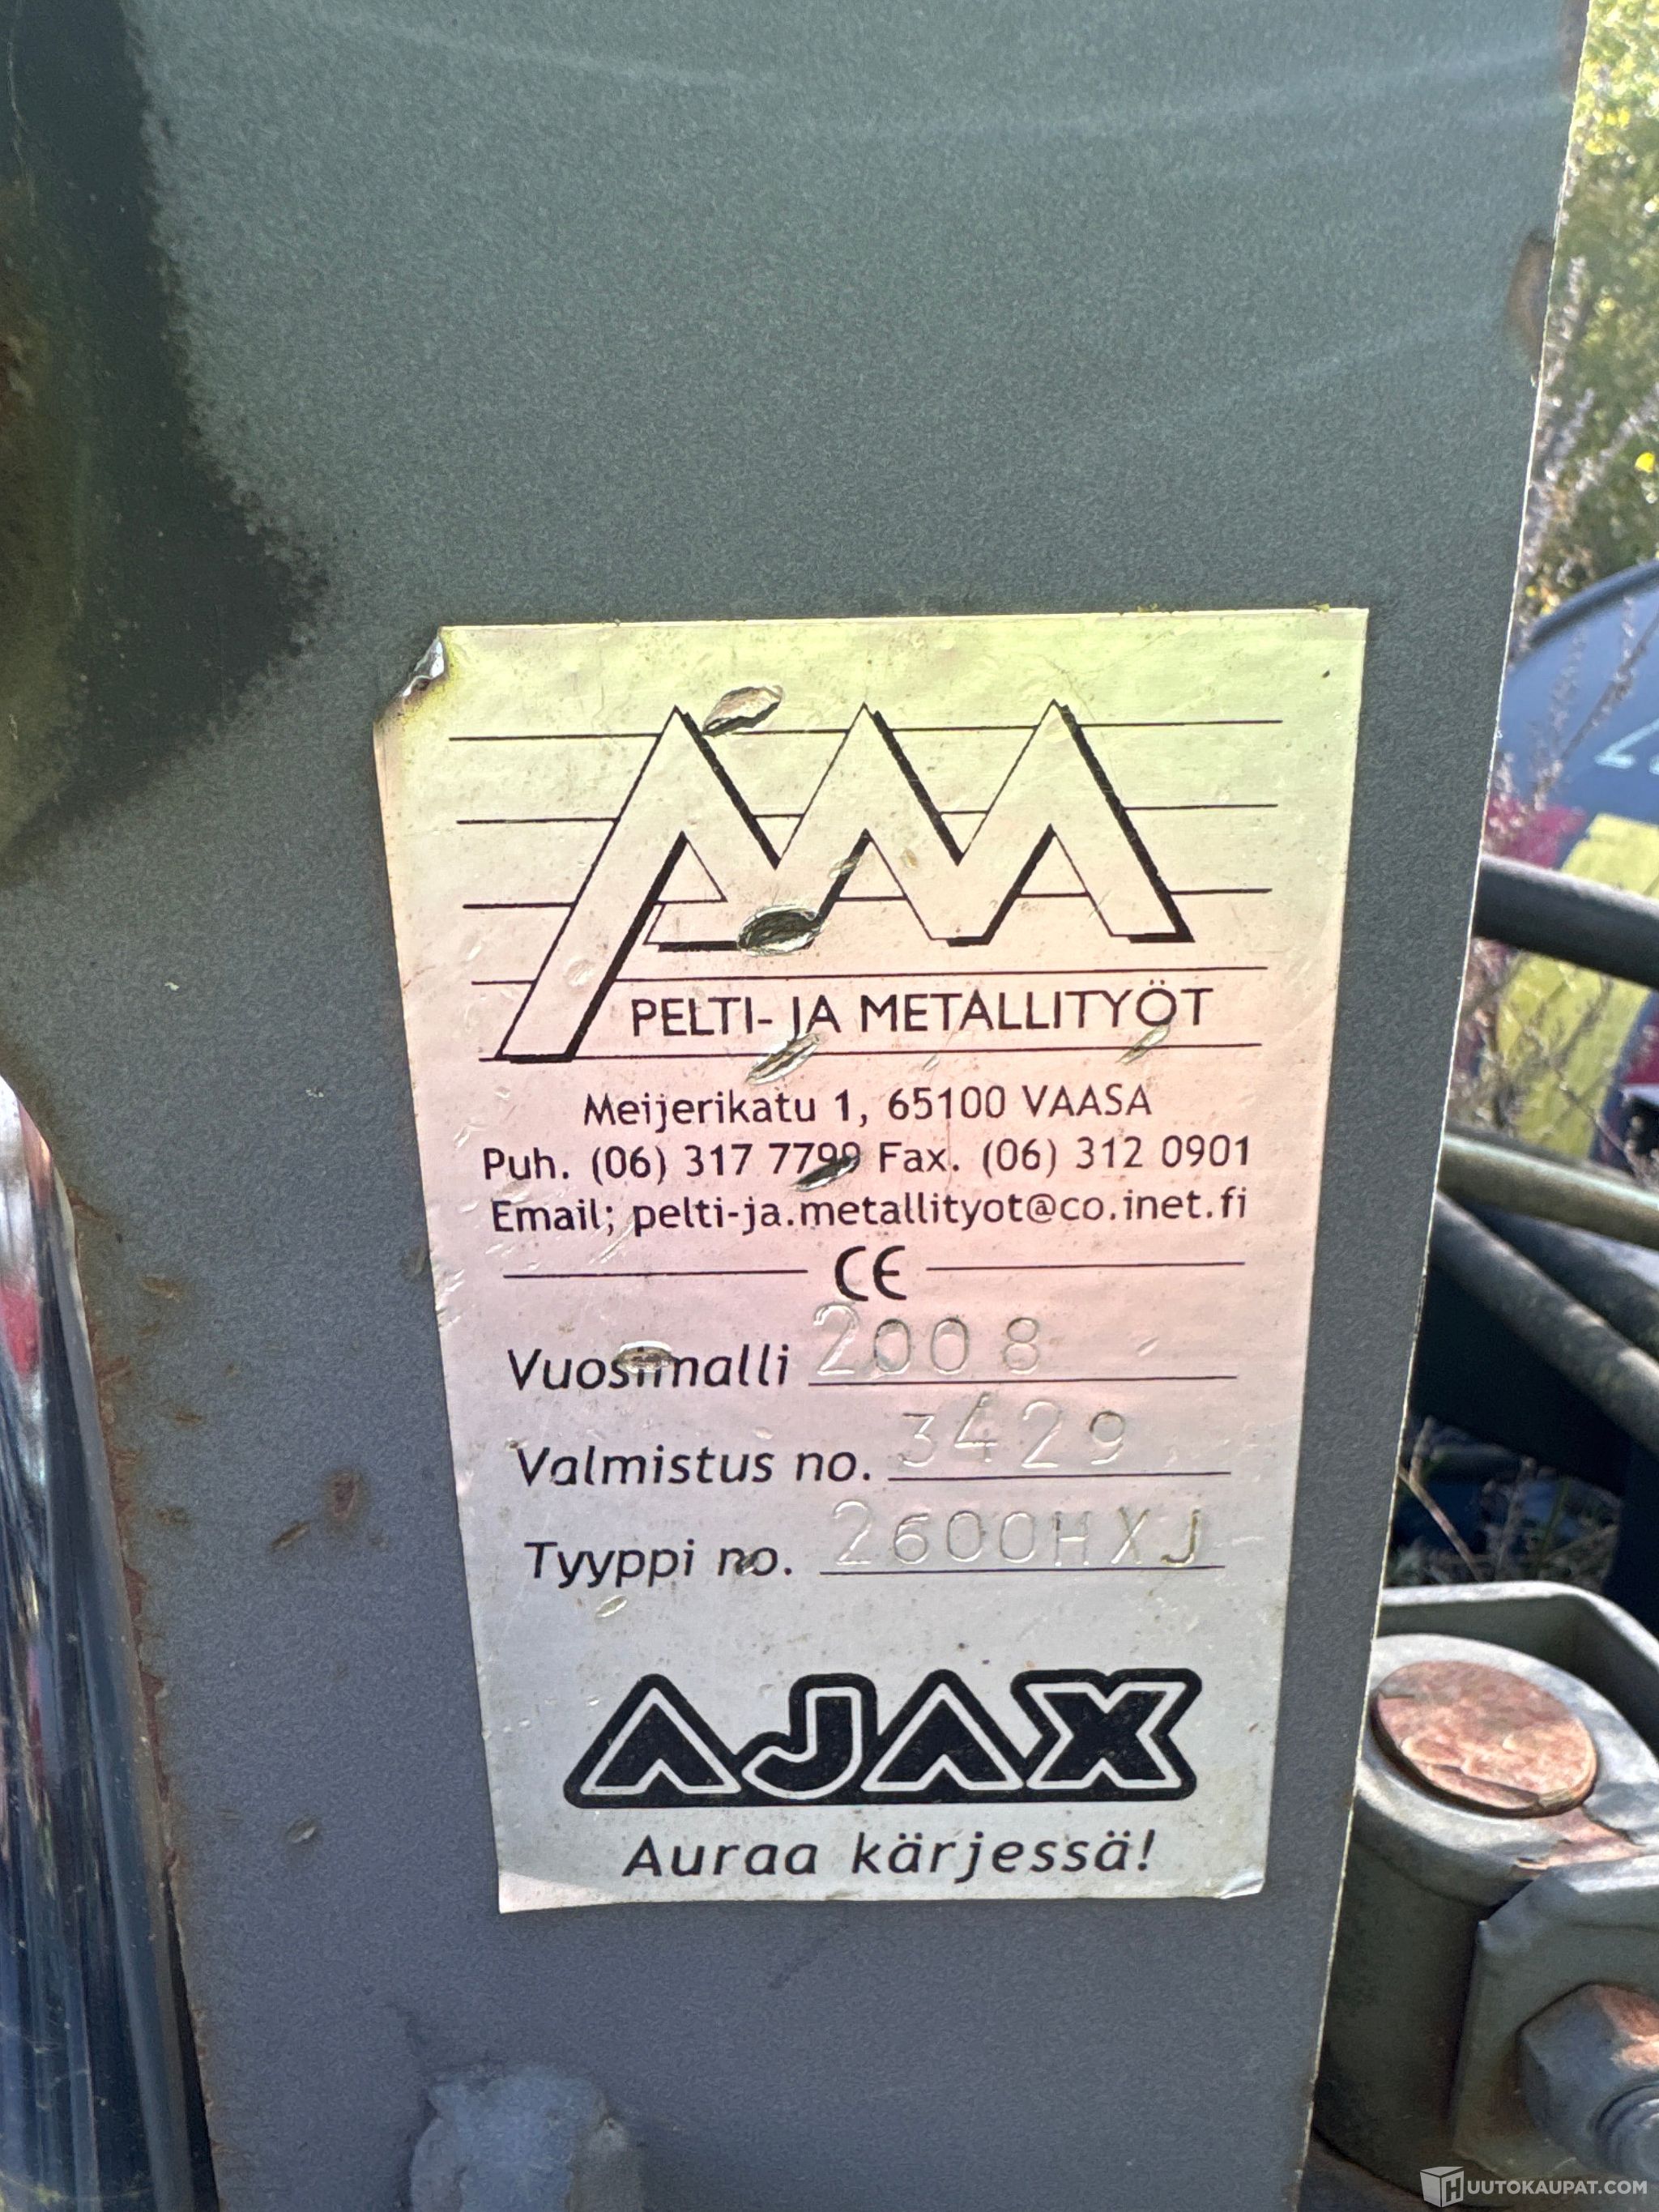 PELTI- JA METALLITYÖT
Meijerikatu 1, 65100 VAASA
Puh. (06) 317 7799 Fax. (06) 312 0901
Email; pelti-ja.metallityot@co.inet.fi
CE
Vuosimalli 2008
Valmistus no. 3429
Tyyppi no. 2600HXJ
AJAX
Auraa kärjessä!
HUUTOKAUPAT.COM